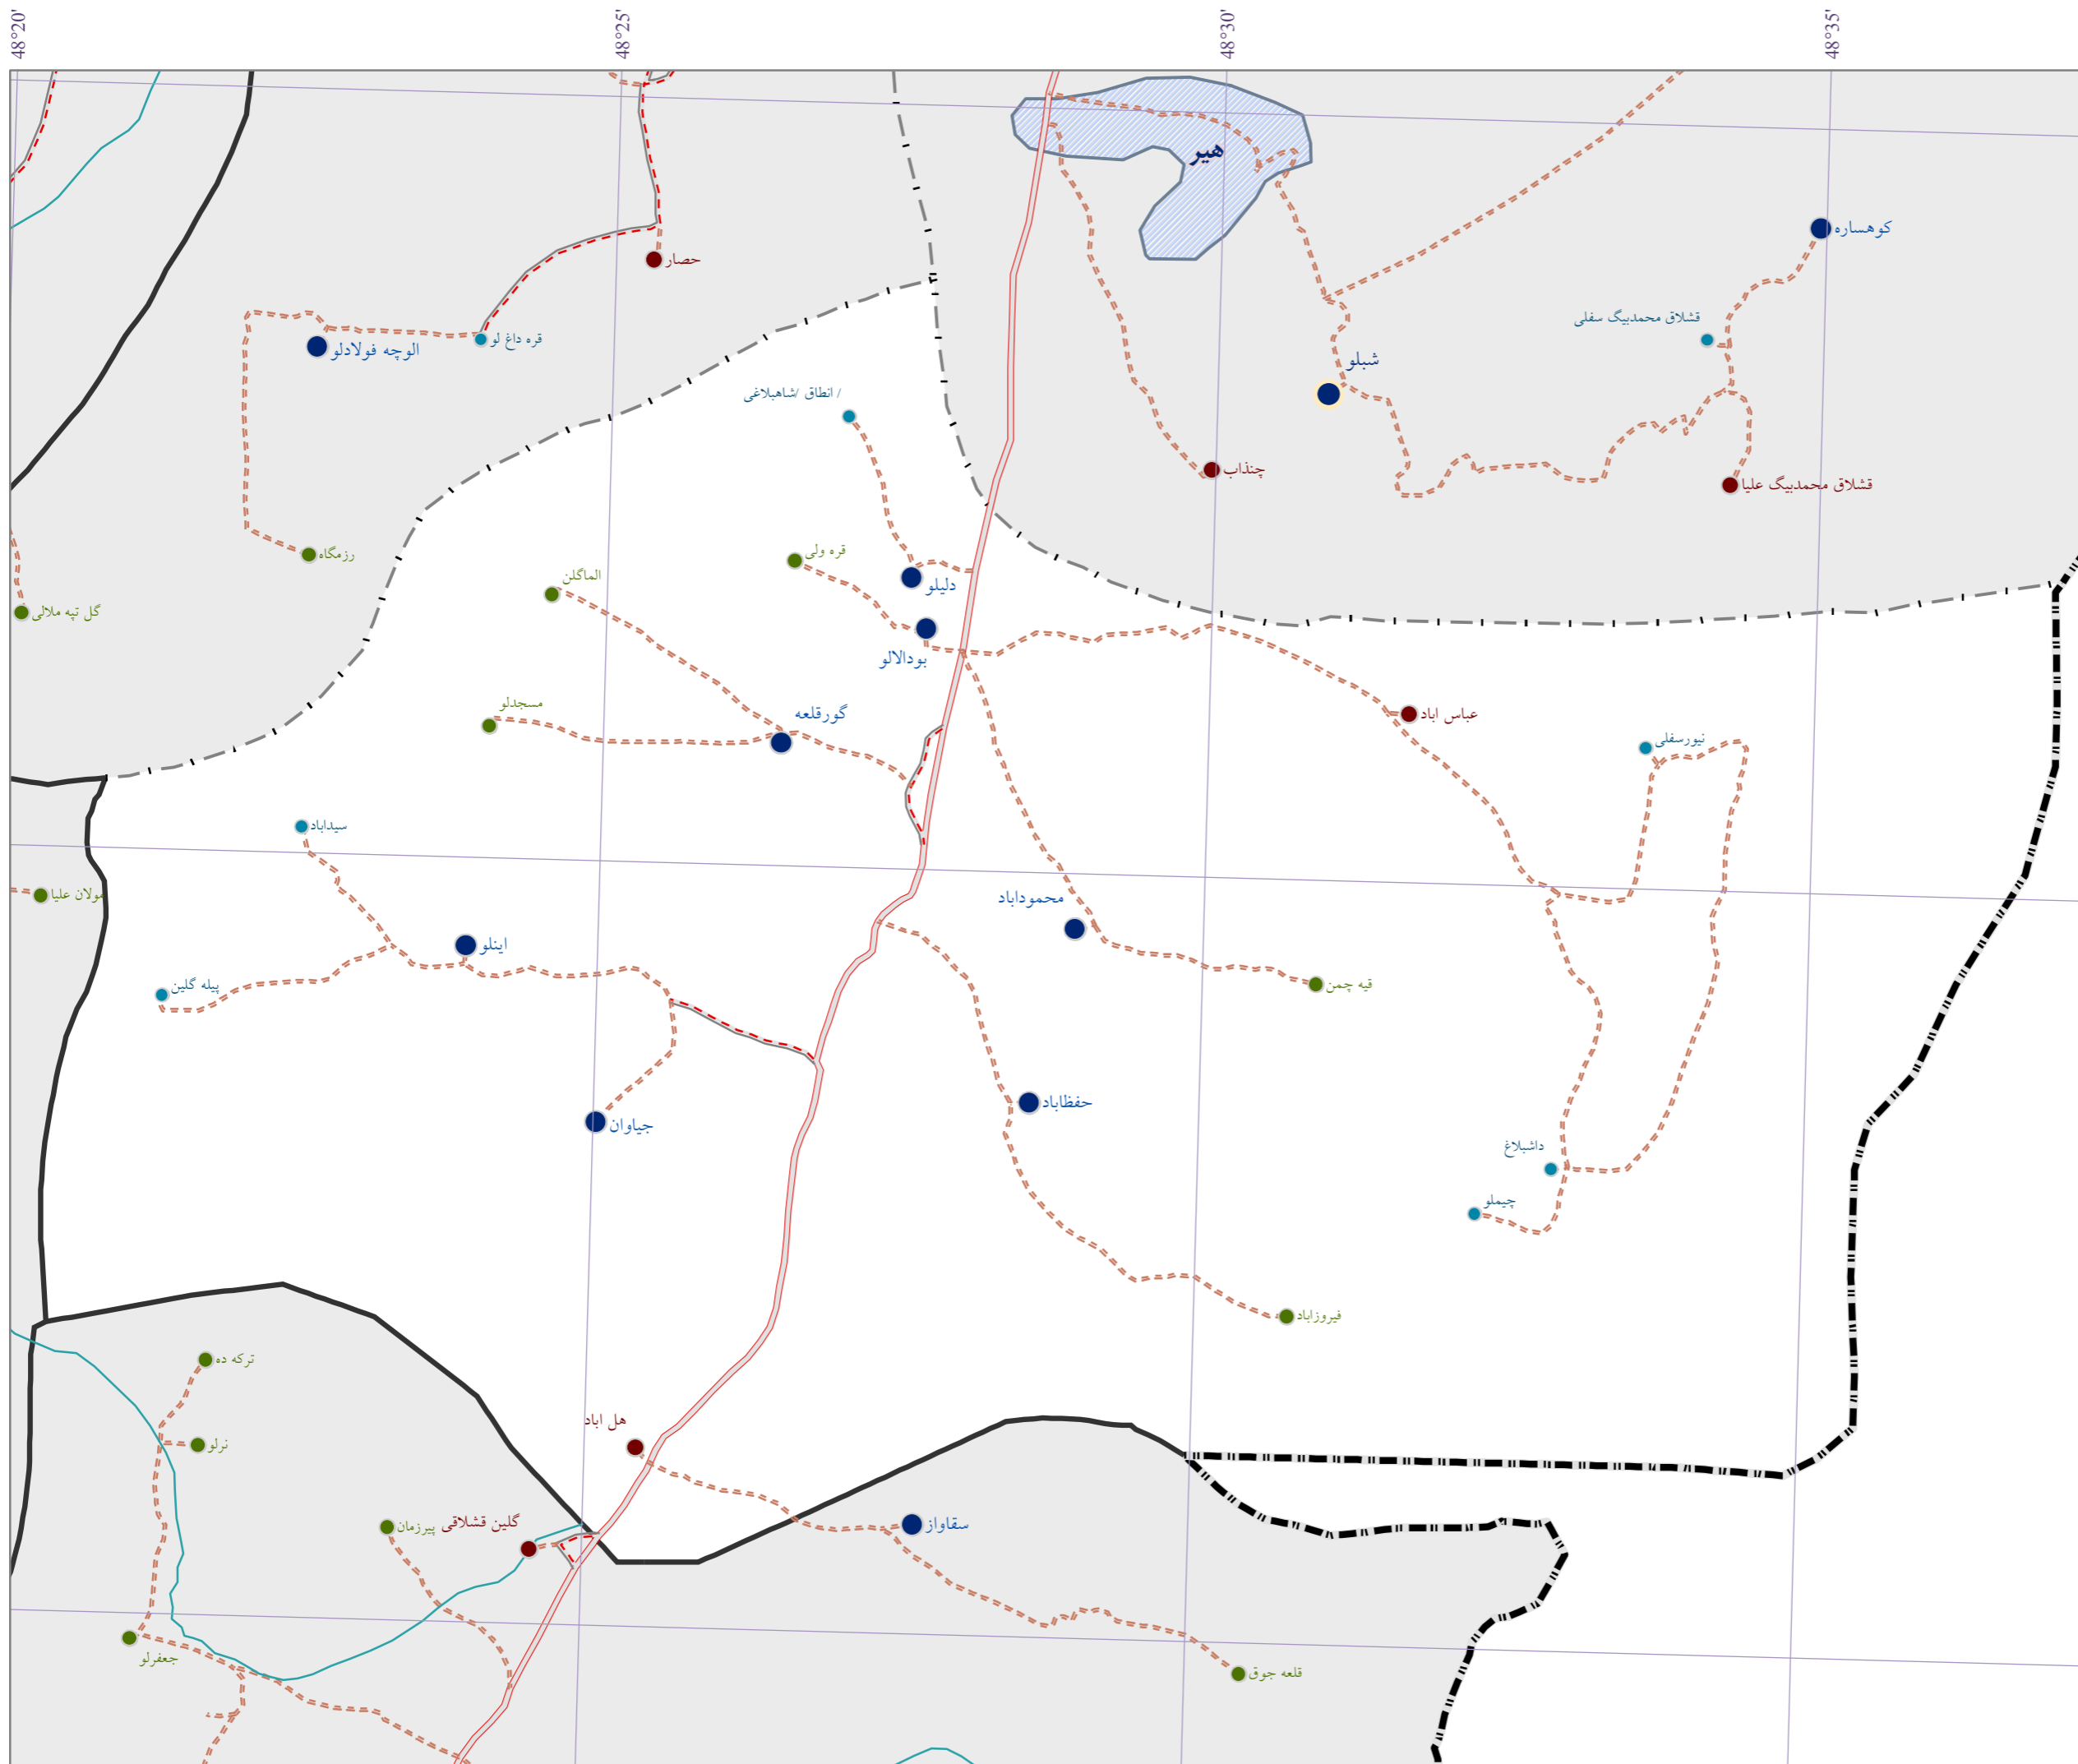 48°20'
48°25'
48°30'
48°35'
هیر
کوهساره
حصار
قشلاق محمدبیگ سفلی
قره داغ لو
الوچه فولادلو
شبلو
انطاق /شاهبلاغی /
چنذاب
قشلاق محمدبیگ علیا
قره ولی
رزمگاه
الماگلن
دلیلو
گل تپه ملالی
بودالالو
مسجدلو
گورقلعه
عباس اباد
نیورسفلی
سیداباد
مولان علیا
محموداباد
اینلو
پیله گلین
قیه چمن
حفظاباد
جیاوان
داشبلاغ
چیملو
فیروزاباد
ترکه ده
هل اباد
نرلو
گلین قشلاقی
پیرزمان
سقاواز
جعفرلو
قلعه جوق